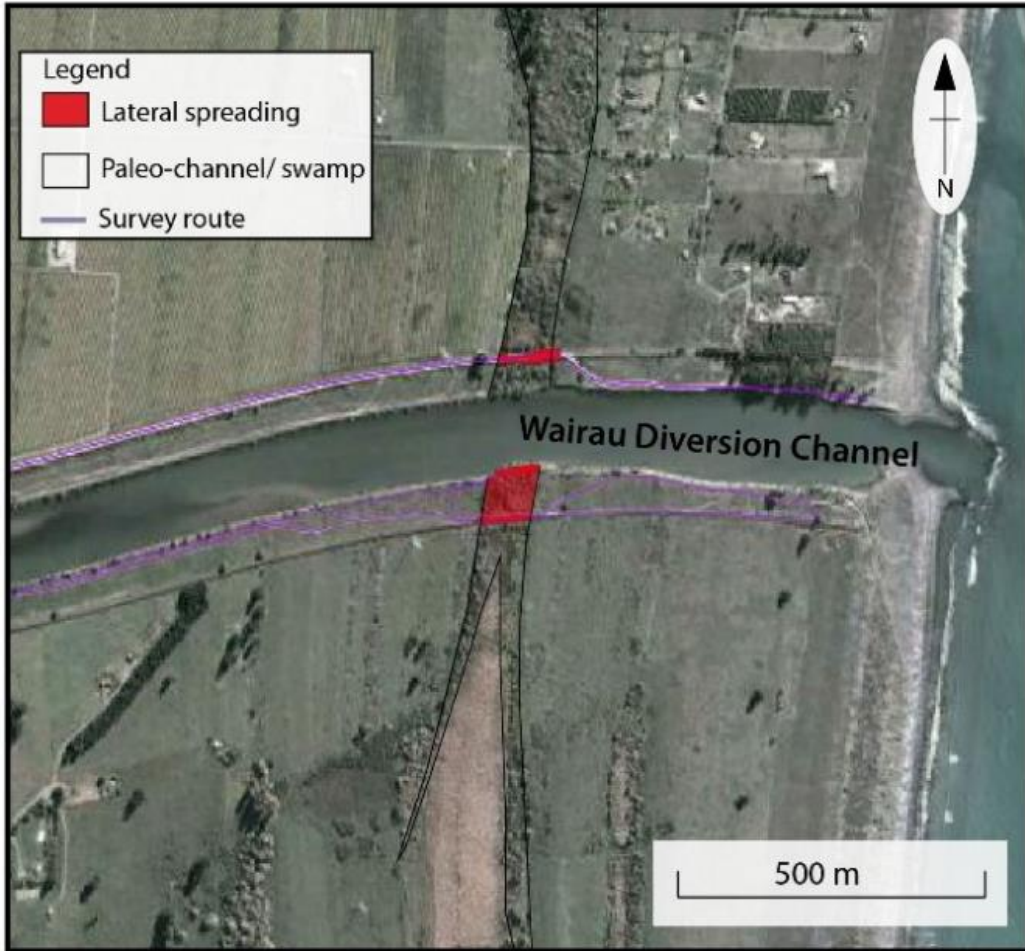 Legend
Lateral spreading
Paleo-channel/ swamp
Survey route
N
Wairau Diversion Channel
500 m